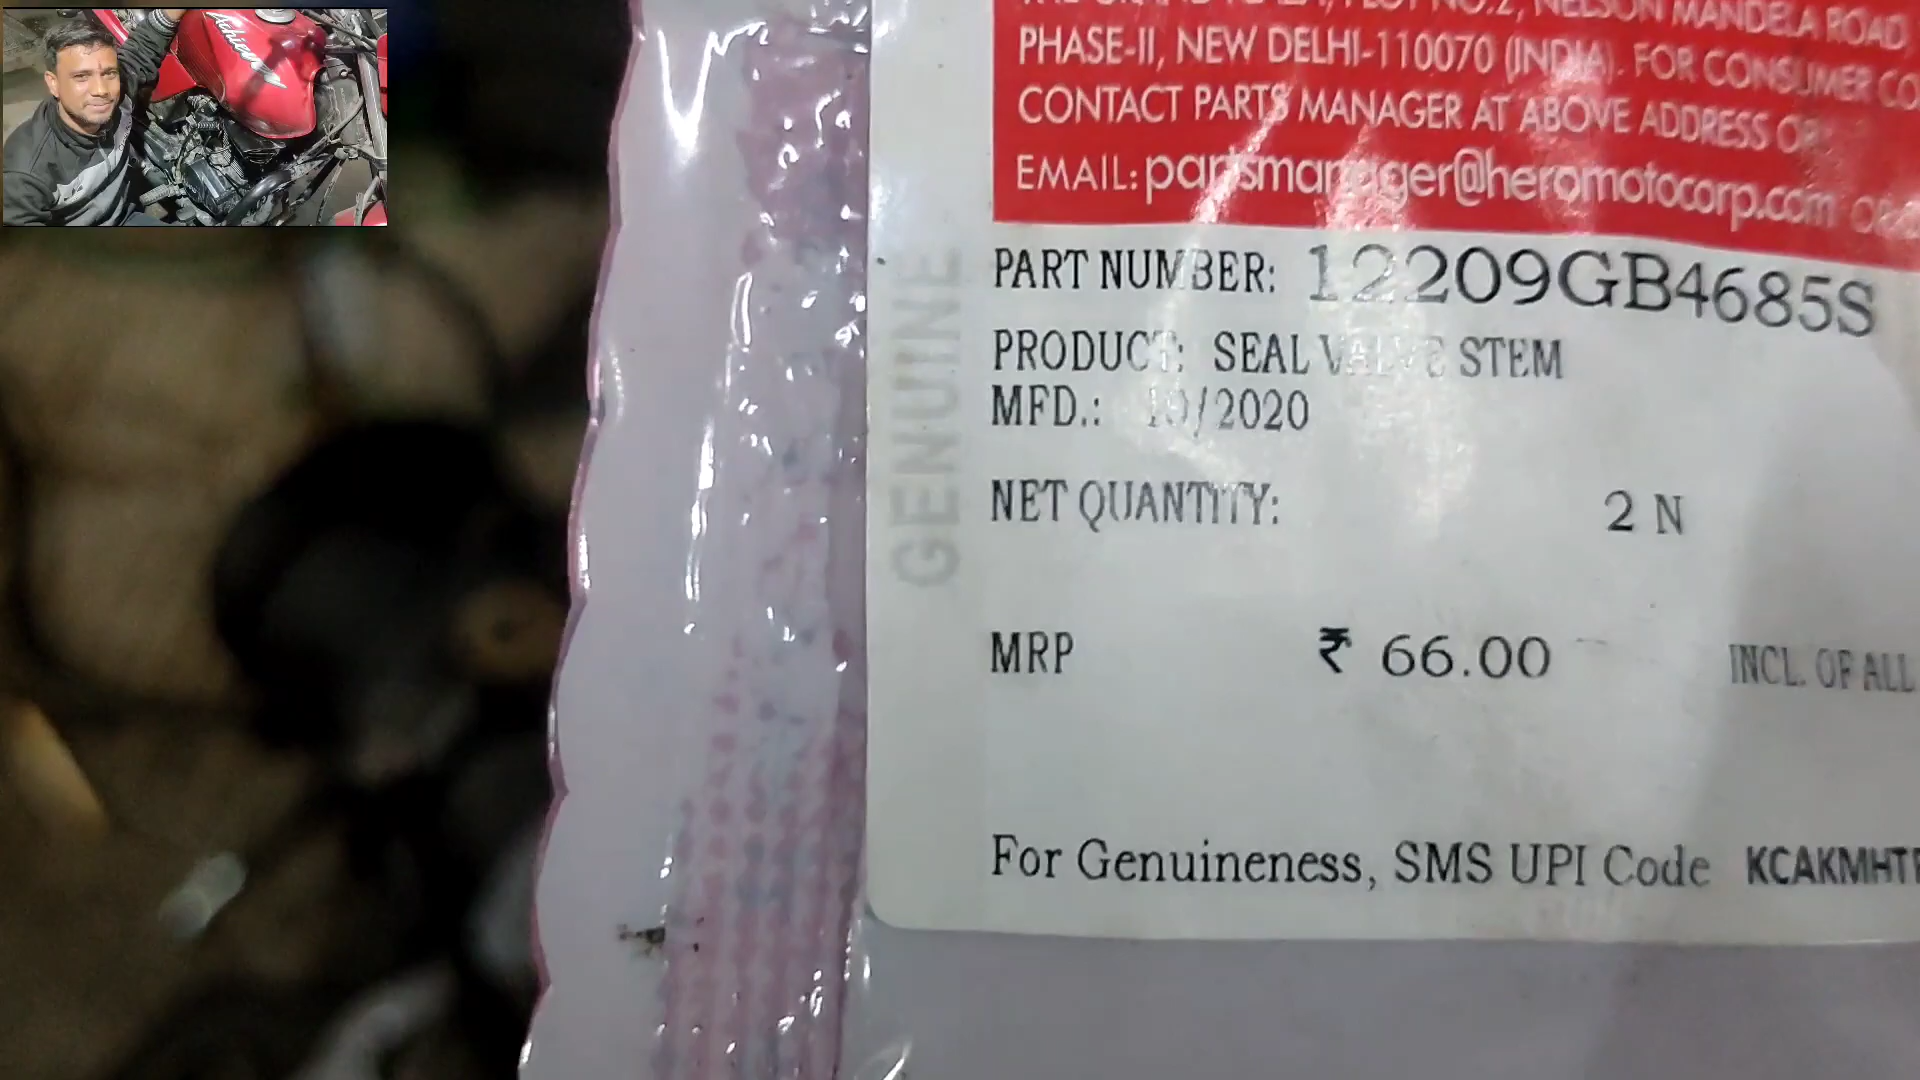 Achiever
PLOT NO.2, NELSON MANDELA ROAD,
PHASE-II, NEW DELHI-110070 (INDIA). FOR CONSUMER CO
CONTACT PARTS MANAGER AT ABOVE ADDRESS OR
EMAIL: partsmanager@heromotocorp.com OR
GENUINE
PART NUMBER: 12209GB4685S
PRODUCT: SEAL VALVE STEM
MFD.: 10/2020
NET QUANTITY: 2 N
MRP ₹ 66.00 INCL. OF ALL
For Genuineness, SMS UPI Code KCAKMHT